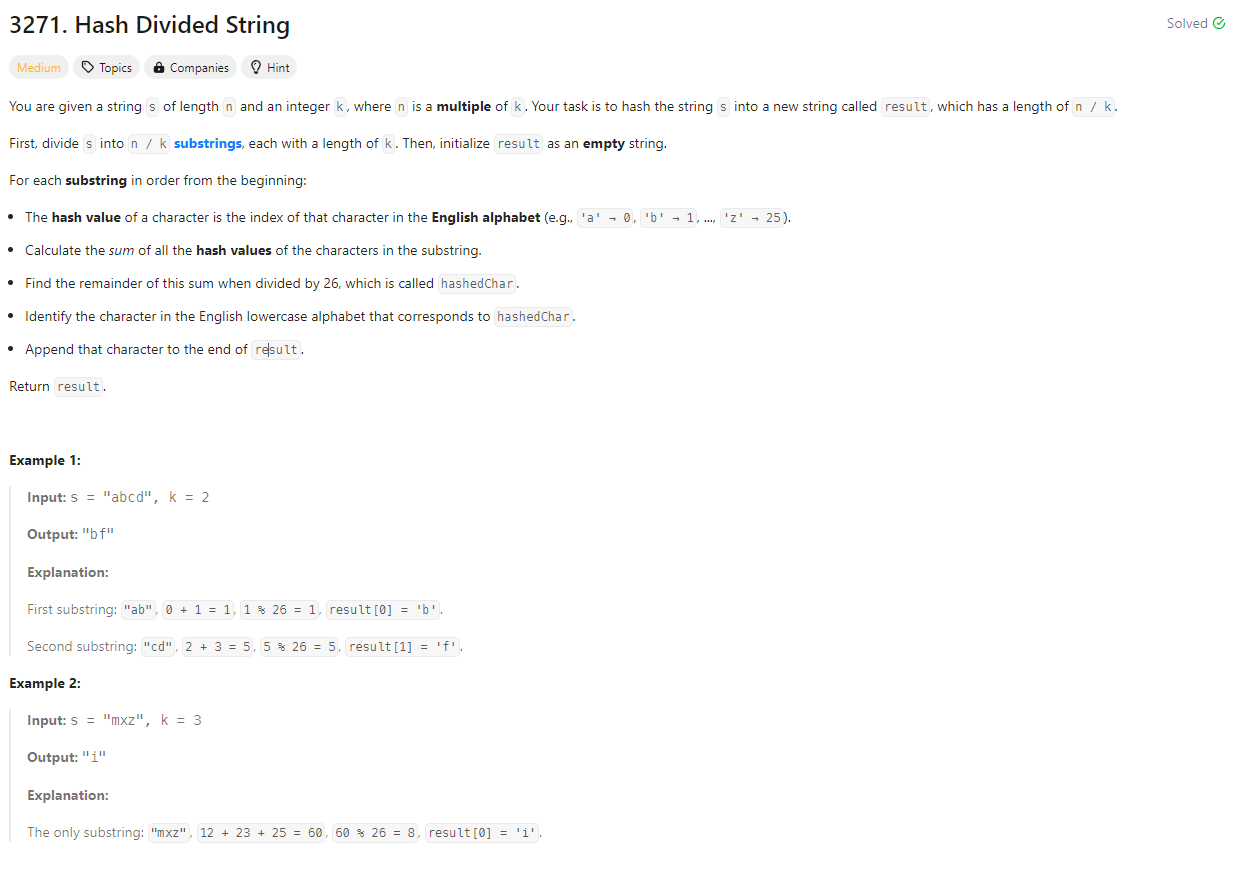 3271. Hash Divided String
Solved
Medium Topics Companies Hint
You are given a string s of length n and an integer k, where n is a multiple of k. Your task is to hash the string s into a new string called result, which has a length of n / k.
First, divide s into n / k substrings, each with a length of k. Then, initialize result as an empty string.
For each substring in order from the beginning:
• The hash value of a character is the index of that character in the English alphabet (e.g., 'a' → 0, 'b' → 1, ..., 'z' → 25).
• Calculate the sum of all the hash values of the characters in the substring.
• Find the remainder of this sum when divided by 26, which is called hashedChar.
• Identify the character in the English lowercase alphabet that corresponds to hashedChar.
• Append that character to the end of result.
Return result.
Example 1:
Input: s = "abcd", k = 2
Output: "bf"
Explanation:
First substring: "ab", 0 + 1 = 1, 1 % 26 = 1, result[0] = 'b'.
Second substring: "cd", 2 + 3 = 5, 5 % 26 = 5, result[1] = 'f'.
Example 2:
Input: s = "mxz", k = 3
Output: "i"
Explanation:
The only substring: "mxz", 12 + 23 + 25 = 60, 60 % 26 = 8, result[0] = 'i'.